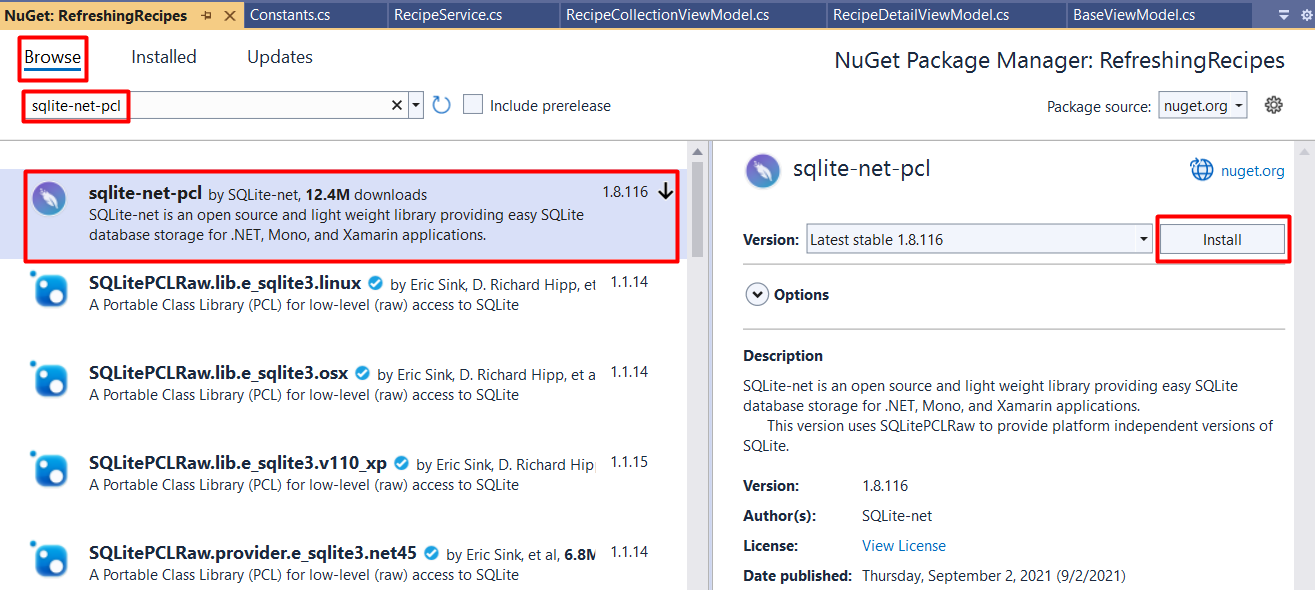 NuGet: RefreshingRecipes
Constants.cs
RecipeService.cs
RecipeCollectionViewModel.cs
RecipeDetailViewModel.cs
BaseViewModel.cs
Browse
Installed
Updates
NuGet Package Manager: RefreshingRecipes
sqlite-net-pcl
Include prerelease
Package source:
nuget.org
sqlite-net-pcl by SQLite-net, 12.4M downloads
1.8.116
SQLite-net is an open source and light weight library providing easy SQLite
database storage for .NET, Mono, and Xamarin applications.
SQLitePCLRaw.lib.e_sqlite3.linux by Eric Sink, D. Richard Hipp, et
1.1.14
A Portable Class Library (PCL) for low-level (raw) access to SQLite
SQLitePCLRaw.lib.e_sqlite3.osx by Eric Sink, D. Richard Hipp, et a
1.1.14
A Portable Class Library (PCL) for low-level (raw) access to SQLite
SQLitePCLRaw.lib.e_sqlite3.v110_xp by Eric Sink, D. Richard Hipp
1.1.15
A Portable Class Library (PCL) for low-level (raw) access to SQLite
SQLitePCLRaw.provider.e_sqlite3.net45 by Eric Sink, et al, 6.8M
1.1.14
A Portable Class Library (PCL) for low-level (raw) access to SQLite
sqlite-net-pcl
nuget.org
Version:
Latest stable 1.8.116
Install
Options
Description
SQLite-net is an open source and light weight library providing easy SQLite
database storage for .NET, Mono, and Xamarin applications.
This version uses SQLitePCLRaw to provide platform independent versions of
SQLite.
Version: 1.8.116
Author(s): SQLite-net
License: View License
Date published: Thursday, September 2, 2021 (9/2/2021)